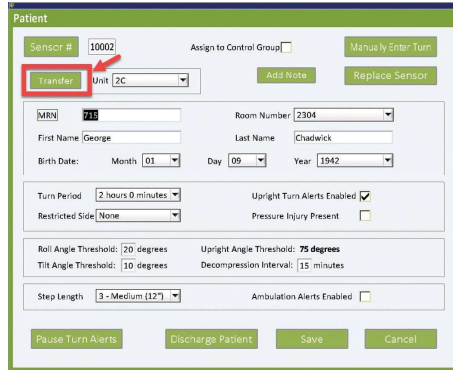 Patient
Sensor # 10002 Assign to Control Group Manually Enter Turn
Transfer Unit 2C Add Note Replace Sensor
MRN 715 Room Number 2304
First Name George Last Name Chadwick
Birth Date: Month 01 Day 09 Year 1942
Turn Period 2 hours 0 minutes Upright Turn Alerts Enabled
Restricted Side None Pressure Injury Present
Roll Angle Threshold: 20 degrees Upright Angle Threshold: 75 degrees
Tilt Angle Threshold: 10 degrees Decompression Interval: 15 minutes
Step Length 3 - Medium (12") Ambulation Alerts Enabled
Pause Turn Alerts Discharge Patient Save Cancel